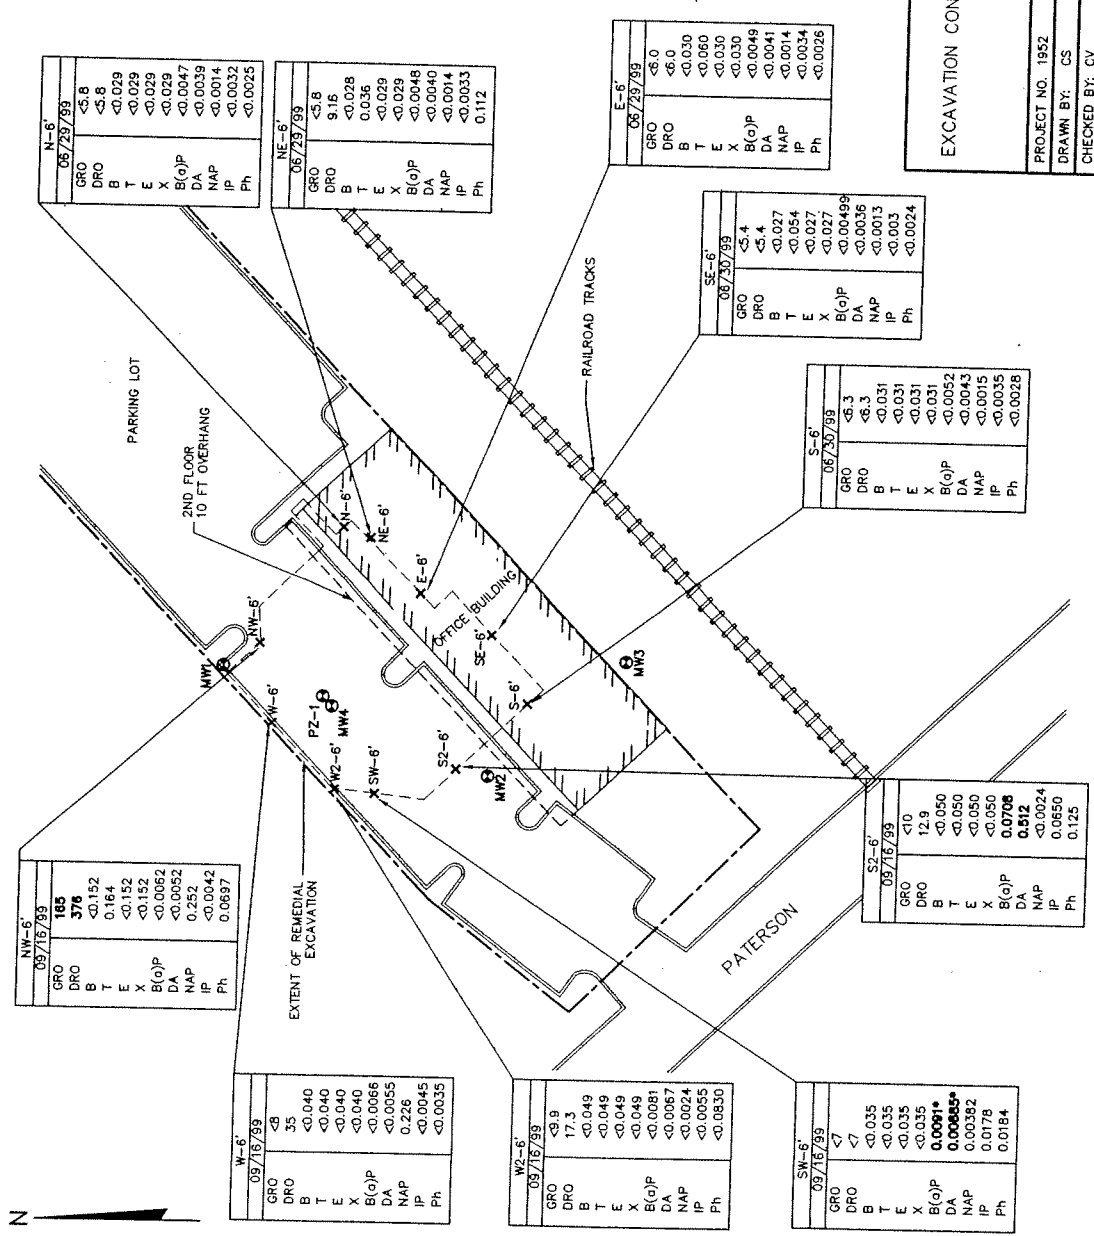 N
N-6'
06/29/99
GRO <5.8
DRO <5.8
B <0.029
T <0.029
E <0.029
X <0.029
B(a)P <0.0047
DA <0.0039
NAP <0.0014
IP <0.0032
Ph <0.0025
NE-6'
06/29/99
GRO <5.8
DRO 9.16
B <0.028
T 0.036
E <0.029
X <0.029
B(a)P <0.0048
DA <0.0040
NAP <0.0014
IP <0.0033
Ph 0.112
E-6'
06/29/99
GRO <6.0
DRO <6.0
B <0.030
T <0.060
E <0.030
X <0.030
B(a)P <0.0049
DA <0.0041
NAP <0.0014
IP <0.0034
Ph <0.0026
SE-6'
06/30/99
GRO <5.4
DRO <5.4
B <0.027
T <0.054
E <0.027
X <0.027
B(a)P <0.00499
DA <0.0036
NAP <0.0013
IP <0.003
Ph <0.0024
S-6'
06/30/99
GRO <6.3
DRO <6.3
B <0.031
T <0.031
E <0.031
X <0.031
B(a)P <0.0052
DA <0.0043
NAP <0.0015
IP <0.0035
Ph <0.0028
NW-6'
09/16/99
GRO 165
DRO 376
B <0.152
T 0.164
E <0.152
X <0.152
B(a)P <0.0062
DA <0.0052
NAP 0.252
IP <0.0042
Ph 0.0697
W-6'
09/16/99
GRO <8
DRO 35
B <0.040
T <0.040
E <0.040
X <0.040
B(a)P <0.0066
DA <0.0055
NAP 0.226
IP <0.0045
Ph <0.0035
W2-6'
09/16/99
GRO <9.9
DRO 17.3
B <0.049
T <0.049
E <0.049
X <0.049
B(a)P <0.0081
DA <0.0067
NAP <0.0024
IP <0.0055
Ph <0.0830
SW-6'
09/16/99
GRO <7
DRO <7
B <0.035
T <0.035
E <0.035
X <0.035
B(a)P 0.0091*
DA 0.00685*
NAP 0.00382
IP 0.0178
Ph 0.0184
S2-6'
09/16/99
GRO <10
DRO 12.9
B <0.050
T <0.050
E <0.050
X <0.050
B(a)P 0.0708
DA 0.512
NAP <0.0024
IP 0.0650
Ph 0.125
PARKING LOT
2ND FLOOR
10 FT OVERHANG
RAILROAD TRACKS
EXTENT OF REMEDIAL
EXCAVATION
OFFICE BUILDING
PATERSON
MW1
NW-6'
W-6'
PZ-1
MW4
W2-6'
SW-6'
S2-6'
MW2
N-6'
NE-6'
E-6'
SE-6'
S-6'
MW3
EXCAVATION CON
PROJECT NO. 1952
DRAWN BY: CS
CHECKED BY: CV